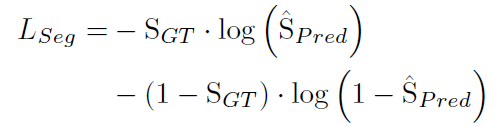 L_{Seg} = − S_{GT} · log (Ŝ_{Pred})
− (1 − S_{GT}) · log (1 − Ŝ_{Pred})